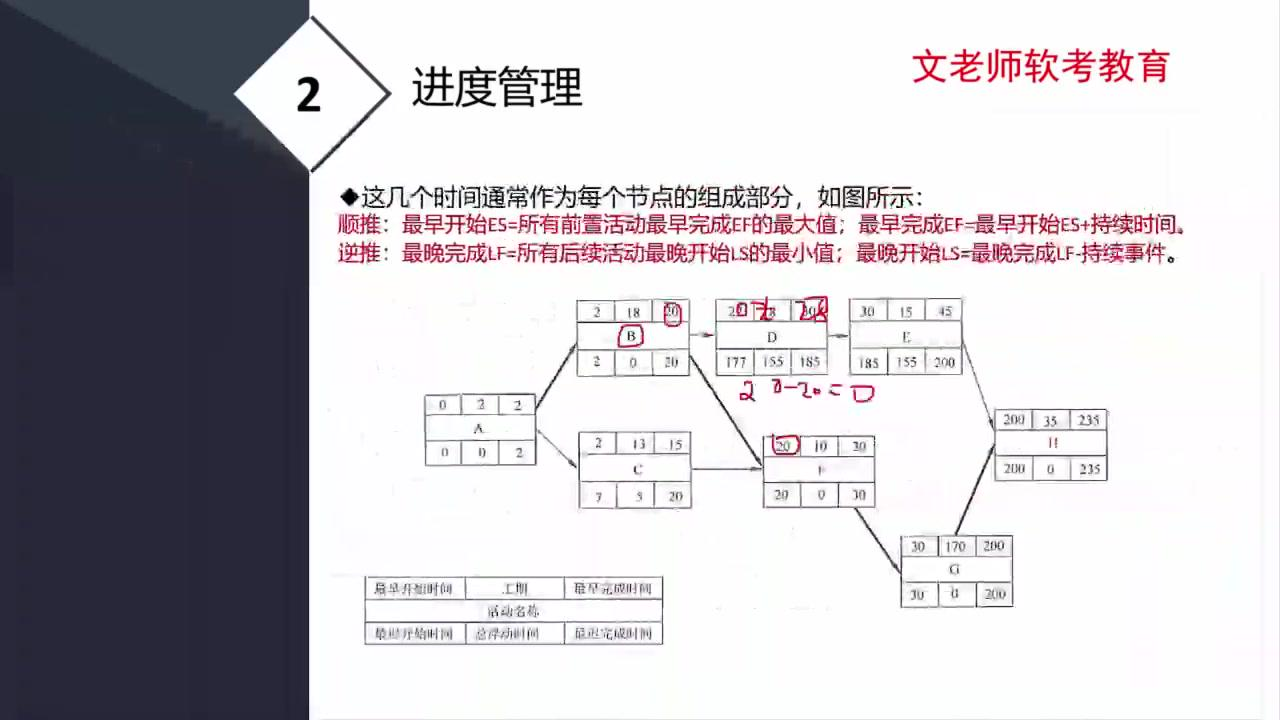 2
进度管理
文老师软考教育
◆这几个时间通常作为每个节点的组成部分，如图所示：
顺推：最早开始ES=所有前置活动最早完成EF的最大值；最早完成EF=最早开始ES+持续时间。
逆推：最晚完成LF=所有后续活动最晚开始LS的最小值；最晚开始LS=最晚完成LF-持续事件。
2 18 20
B
2 0 20
D
177 155 185
30 15 45
E
185 155 200
2
0-20=0
0 2 2
A
0 0 2
2 13 15
C
7 5 20
20 10 30
F
20 0 30
200 35 235
H
200 0 235
30 170 200
G
30 0 200
最早开始时间 工期 最早完成时间
活动名称
最迟开始时间 总浮动时间 最迟完成时间